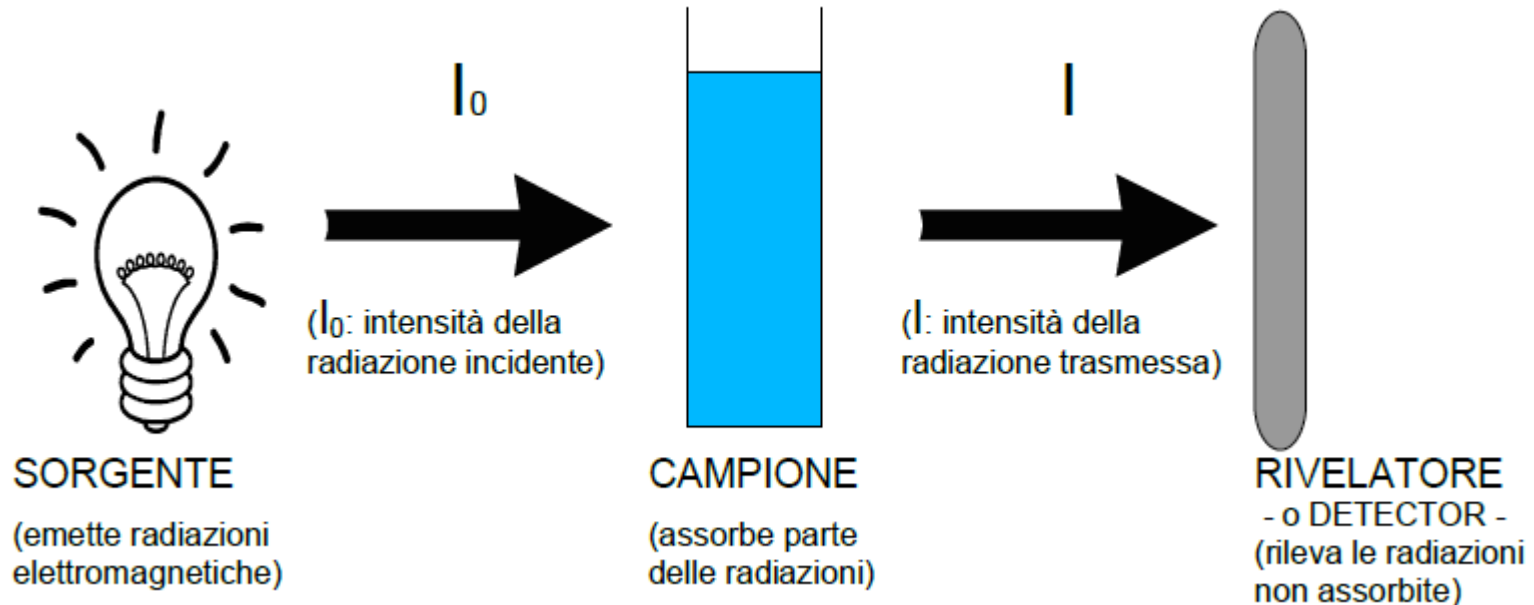 I₀
I
(I₀: intensità della
radiazione incidente)
(I: intensità della
radiazione trasmessa)
SORGENTE
(emette radiazioni
elettromagnetiche)
CAMPIONE
(assorbe parte
delle radiazioni)
RIVELATORE
- o DETECTOR -
(rileva le radiazioni
non assorbite)